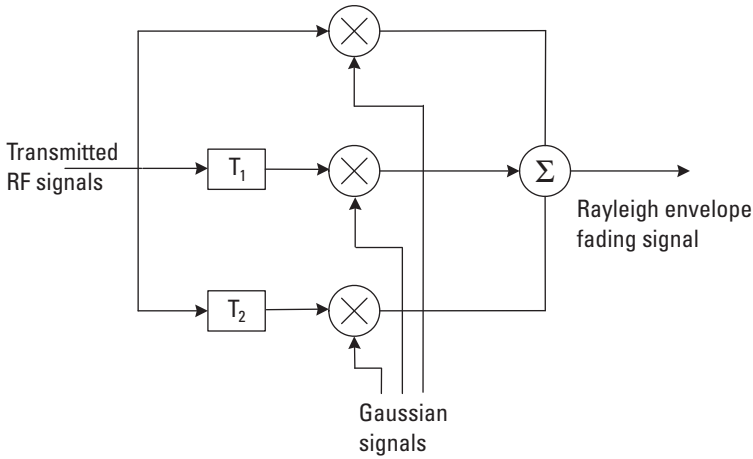 Transmitted
RF signals
T₁
T₂
Σ
Rayleigh envelope
fading signal
Gaussian
signals